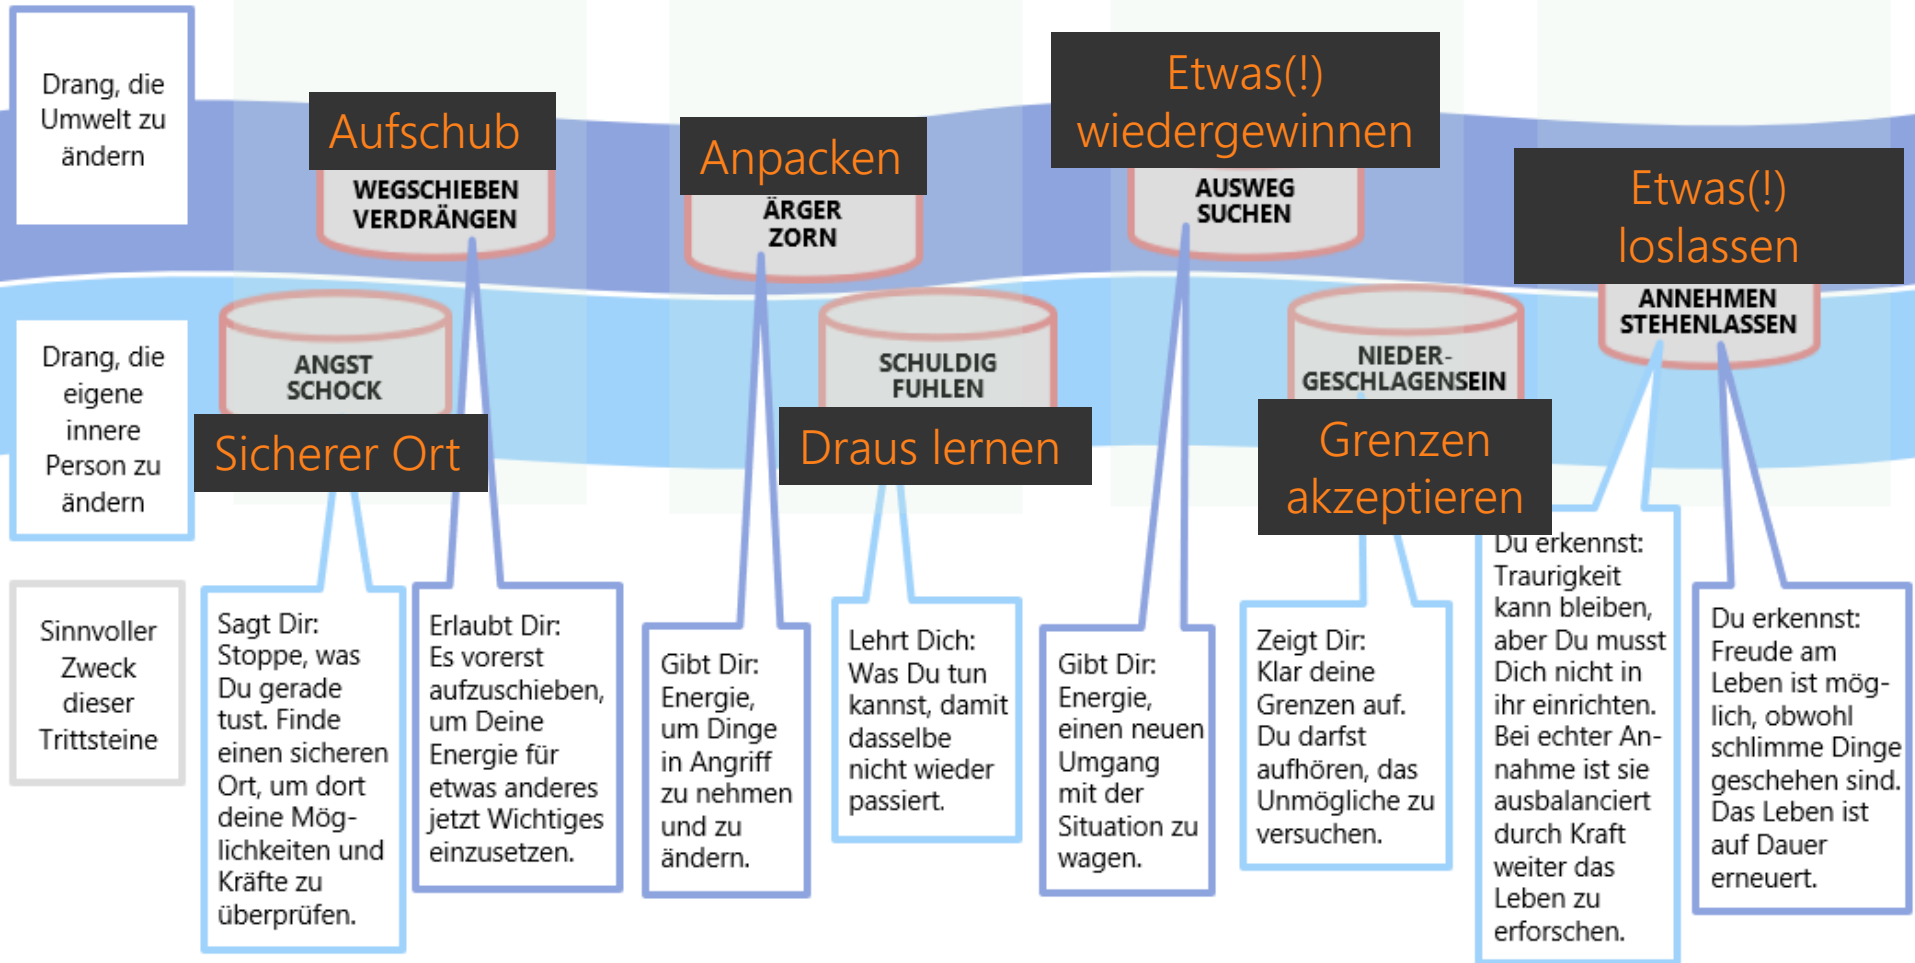 Drang, die
Umwelt zu
ändern
Aufschub
WEGSCHIEBEN
VERDRÄNGEN
Anpacken
ÄRGER
ZORN
Etwas(!)
wiedergewinnen
AUSWEG
SUCHEN
Etwas(!)
loslassen
ANNEHMEN
STEHENLASSEN
Drang, die
eigene
innere
Person zu
ändern
ANGST
SCHOCK
Sicherer Ort
SCHULDIG
FUHLEN
Draus lernen
NIEDER-
GESCHLAGENSEIN
Grenzen
akzeptieren
Sinnvoller
Zweck
dieser
Trittsteine
Sagt Dir:
Stoppe, was
Du gerade
tust. Finde
einen sicheren
Ort, um dort
deine Mög-
lichkeiten und
Kräfte zu
überprüfen.
Erlaubt Dir:
Es vorerst
aufzuschieben,
um Deine
Energie für
etwas anderes
jetzt Wichtiges
einzusetzen.
Gibt Dir:
Energie,
um Dinge
in Angriff
zu nehmen
und zu
ändern.
Lehrt Dich:
Was Du tun
kannst, damit
dasselbe
nicht wieder
passiert.
Gibt Dir:
Energie,
einen neuen
Umgang
mit der
Situation zu
wagen.
Zeigt Dir:
Klar deine
Grenzen auf.
Du darfst
aufhören, das
Unmögliche zu
versuchen.
Du erkennst:
Traurigkeit
kann bleiben,
aber Du musst
Dich nicht in
ihr einrichten.
Bei echter An-
nahme ist sie
ausbalanciert
durch Kraft
weiter das
Leben zu
erforschen.
Du erkennst:
Freude am
Leben ist mög-
lich, obwohl
schlimme Dinge
geschehen sind.
Das Leben ist
auf Dauer
erneuert.